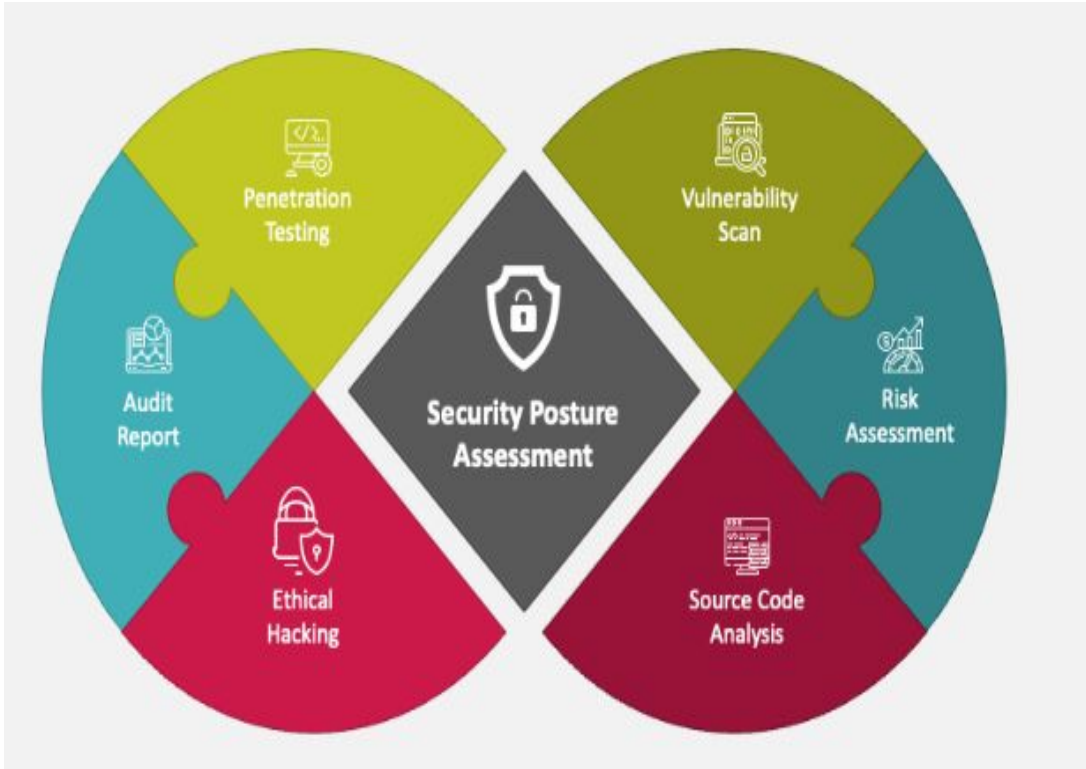 Penetration
Testing
Vulnerability
Scan
Audit
Report
Security Posture
Assessment
Risk
Assessment
Ethical
Hacking
Source Code
Analysis